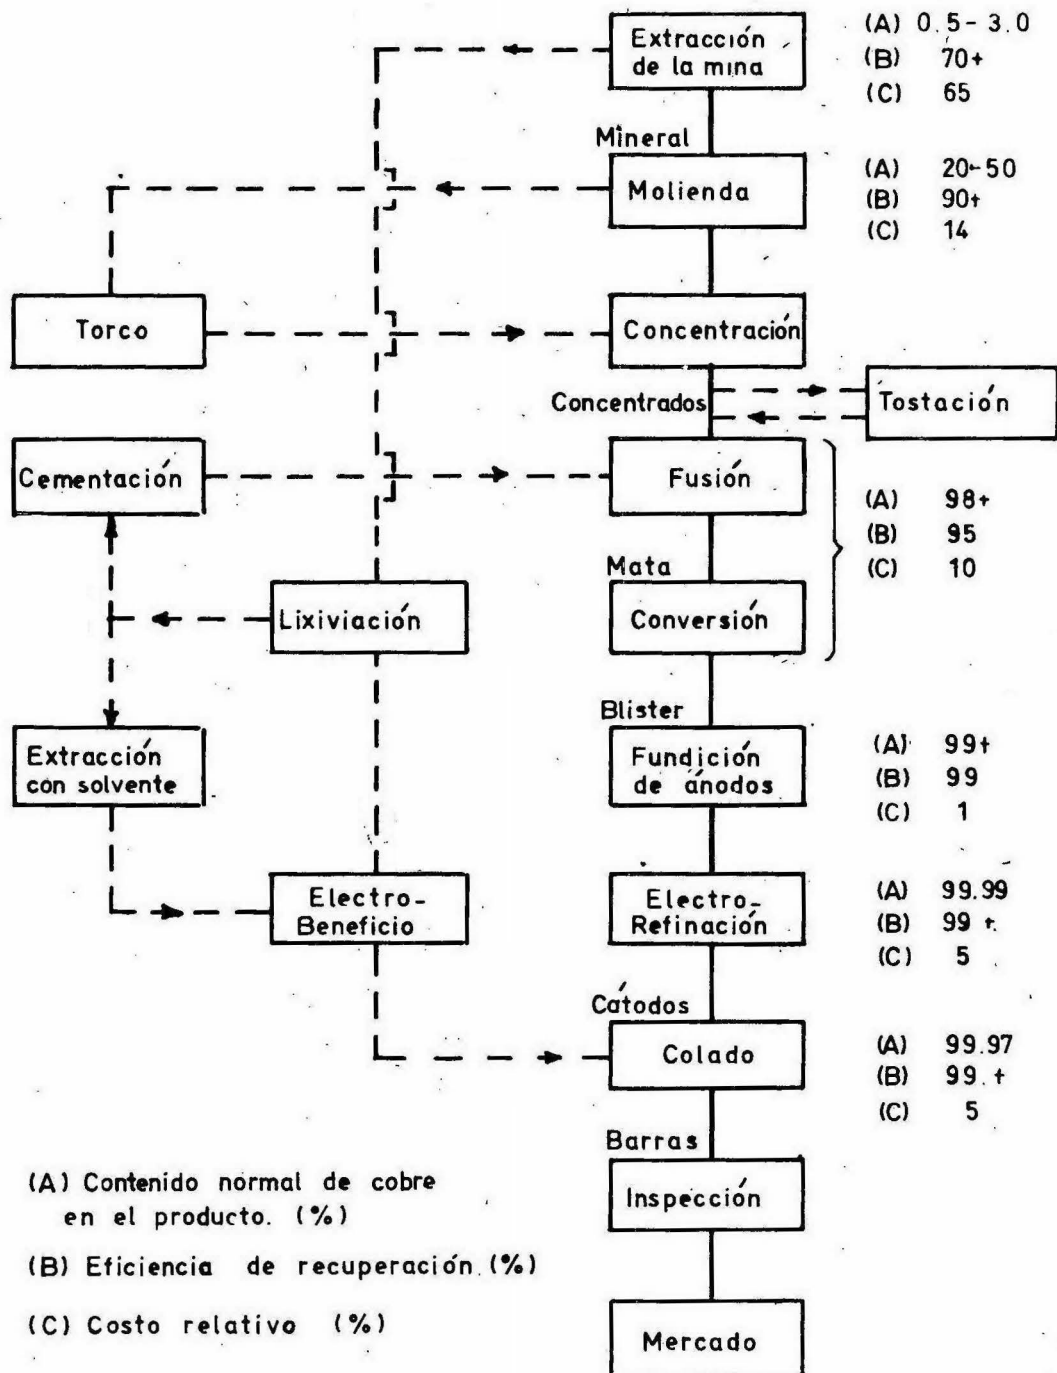 Extracción
de la mina
(A) 0.5-3.0
(B) 70+
(C) 65
Mineral
Molienda
(A) 20-50
(B) 90+
(C) 14
Torco
Concentración
Concentrados
Tostación
Cementación
Fusión
(A) 98+
(B) 95
(C) 10
Mata
Lixiviación
Conversión
Blister
Extracción
con solvente
Fundición
de ánodos
(A) 99+
(B) 99
(C) 1
Electro-
Beneficio
Electro-
Refinación
(A) 99.99
(B) 99 +
(C) 5
Cátodos
Colado
(A) 99.97
(B) 99.+
(C) 5
Barras
Inspección
Mercado
(A) Contenido normal de cobre
en el producto. (%)
(B) Eficiencia de recuperación. (%)
(C) Costo relativo (%)